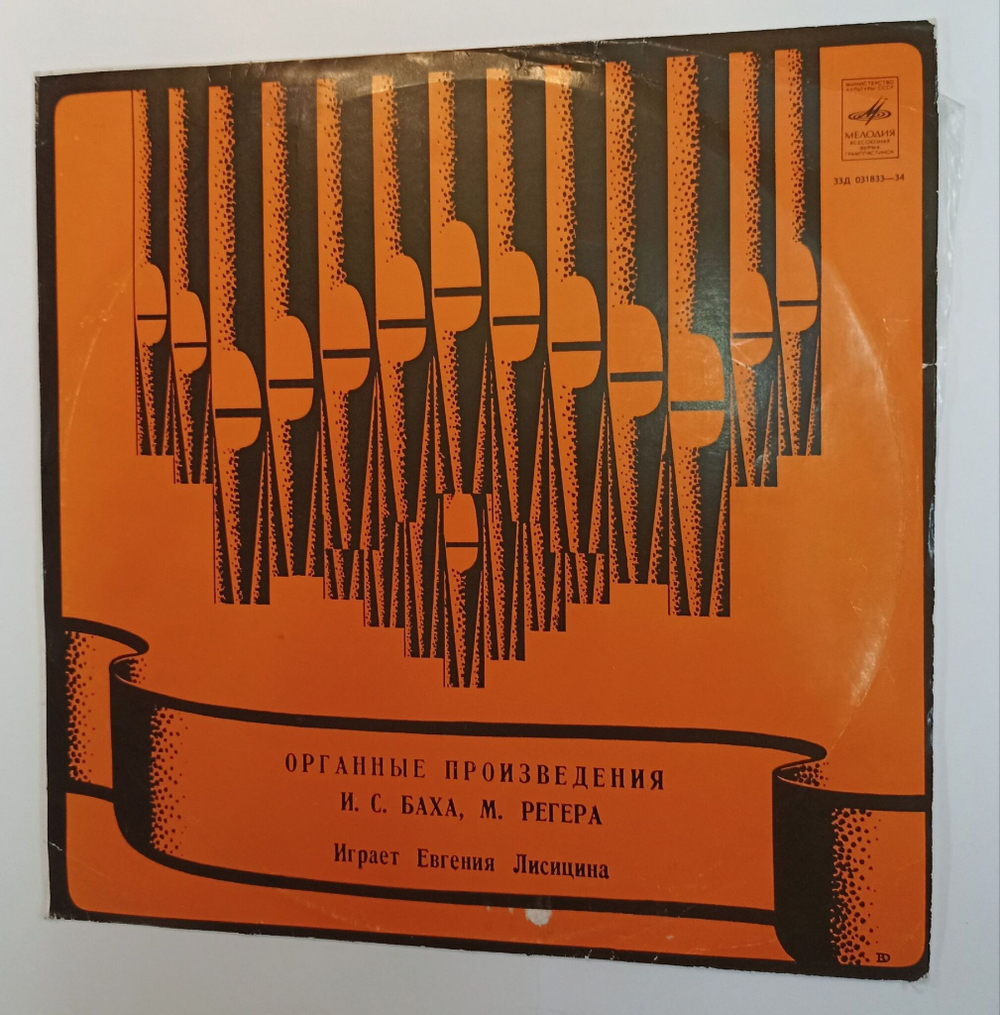 МИНИСТЕРСТВО
КУЛЬТУРЫ СССР
МЕЛОДИЯ
ВСЕСОЮЗНАЯ
ФИРМА
ГРАМПЛАСТИНОК
33Д 031833—34
ОРГАННЫЕ ПРОИЗВЕДЕНИЯ
И. С. БАХА, М. РЕГЕРА
Играет Евгения Лисицина